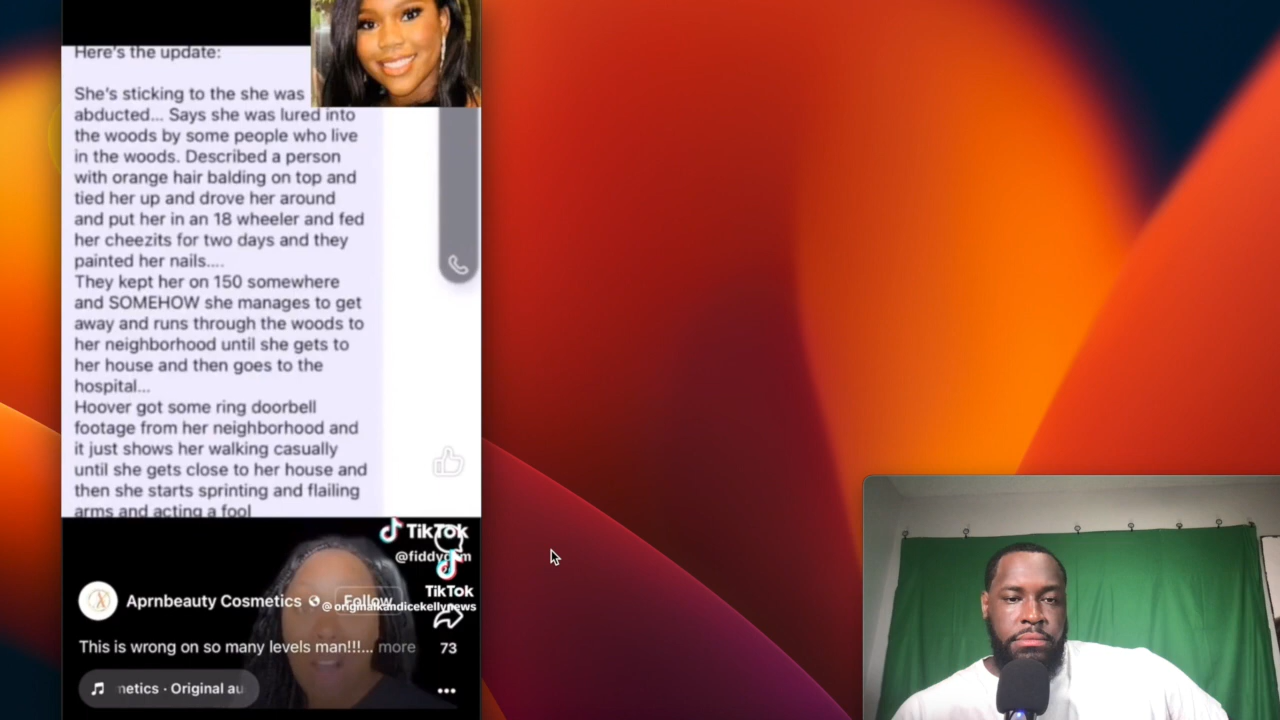 Here's the update:
She's sticking to the she was
abducted... Says she was lured into
the woods by some people who live
in the woods. Described a person
with orange hair balding on top and
tied her up and drove her around
and put her in an 18 wheeler and fed
her cheezits for two days and they
painted her nails....
They kept her on 150 somewhere
and SOMEHOW she manages to get
away and runs through the woods to
her neighborhood until she gets to
her house and then goes to the
hospital...
Hoover got some ring doorbell
footage from her neighborhood and
it just shows her walking casually
until she gets close to her house and
then she starts sprinting and flailing
arms and acting a fool
TikTok
TikTok
Aprnbeauty Cosmetics
Follow
@originalkandicekellynews
This is wrong on so many levels man!!!... more
73
netics · Original au